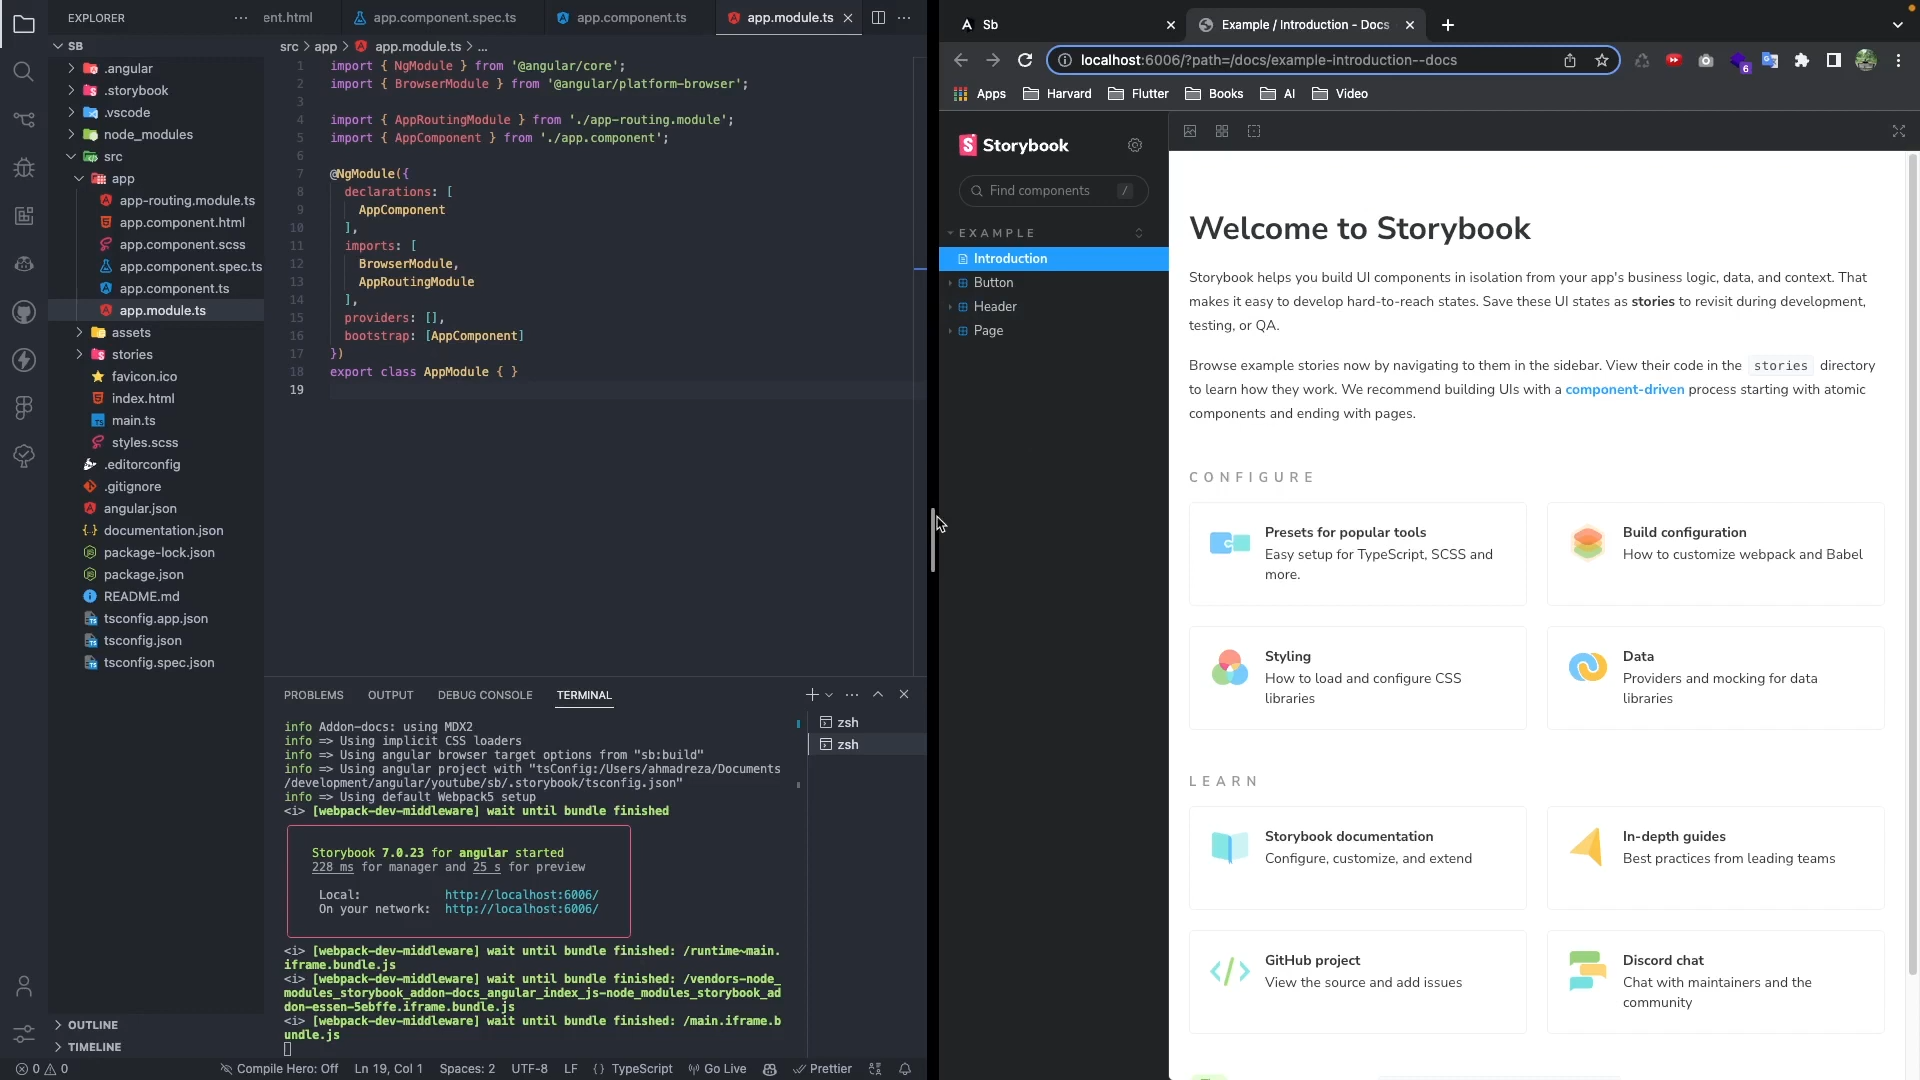 EXPLORER
SB
.angular
.storybook
.vscode
node_modules
src
app
app-routing.module.ts
app.component.html
app.component.scss
app.component.spec.ts
app.component.ts
app.module.ts
assets
stories
favicon.ico
index.html
main.ts
styles.scss
.editorconfig
.gitignore
angular.json
documentation.json
package-lock.json
package.json
README.md
tsconfig.app.json
tsconfig.json
tsconfig.spec.json
OUTLINE
TIMELINE
ent.html
app.component.spec.ts
app.component.ts
app.module.ts
src > app > app.module.ts > ...
1 import { NgModule } from '@angular/core';
2 import { BrowserModule } from '@angular/platform-browser';
3
4 import { AppRoutingModule } from './app-routing.module';
5 import { AppComponent } from './app.component';
6
7 @NgModule({
8 declarations: [
9 AppComponent
10 ],
11 imports: [
12 BrowserModule,
13 AppRoutingModule
14 ],
15 providers: [],
16 bootstrap: [AppComponent]
17 })
18 export class AppModule { }
19
PROBLEMS OUTPUT DEBUG CONSOLE TERMINAL
info Addon-docs: using MDX2
info => Using implicit CSS loaders
info => Using angular browser target options from "sb:build"
info => Using angular project with "tsConfig:/Users/ahmadreza/Documents
/development/angular/youtube/sb/.storybook/tsconfig.json"
info => Using default Webpack5 setup
<i> [webpack-dev-middleware] wait until bundle finished
Storybook 7.0.23 for angular started
228 ms for manager and 25 s for preview
Local: http://localhost:6006/
On your network: http://localhost:6006/
<i> [webpack-dev-middleware] wait until bundle finished: /runtime~main.
iframe.bundle.js
<i> [webpack-dev-middleware] wait until bundle finished: /vendors-node_
modules_storybook_addon-docs_angular_index_js-node_modules_storybook_ad
don-essen-5ebffe.iframe.bundle.js
<i> [webpack-dev-middleware] wait until bundle finished: /main.iframe.b
undle.js
zsh
zsh
0 0
Compile Hero: Off Ln 19, Col 1 Spaces: 2 UTF-8 LF {} TypeScript Go Live Prettier
Sb
Example / Introduction - Docs
localhost:6006/?path=/docs/example-introduction--docs
6
Apps Harvard Flutter Books AI Video
S Storybook
Find components /
EXAMPLE
Introduction
Button
Header
Page
Welcome to Storybook
Storybook helps you build UI components in isolation from your app's business logic, data, and context. That
makes it easy to develop hard-to-reach states. Save these UI states as stories to revisit during development,
testing, or QA.
Browse example stories now by navigating to them in the sidebar. View their code in the stories directory
to learn how they work. We recommend building UIs with a component-driven process starting with atomic
components and ending with pages.
CONFIGURE
Presets for popular tools
Easy setup for TypeScript, SCSS and
more.
Build configuration
How to customize webpack and Babel
Styling
How to load and configure CSS
libraries
Data
Providers and mocking for data
libraries
LEARN
Storybook documentation
Configure, customize, and extend
In-depth guides
Best practices from leading teams
GitHub project
View the source and add issues
Discord chat
Chat with maintainers and the
community